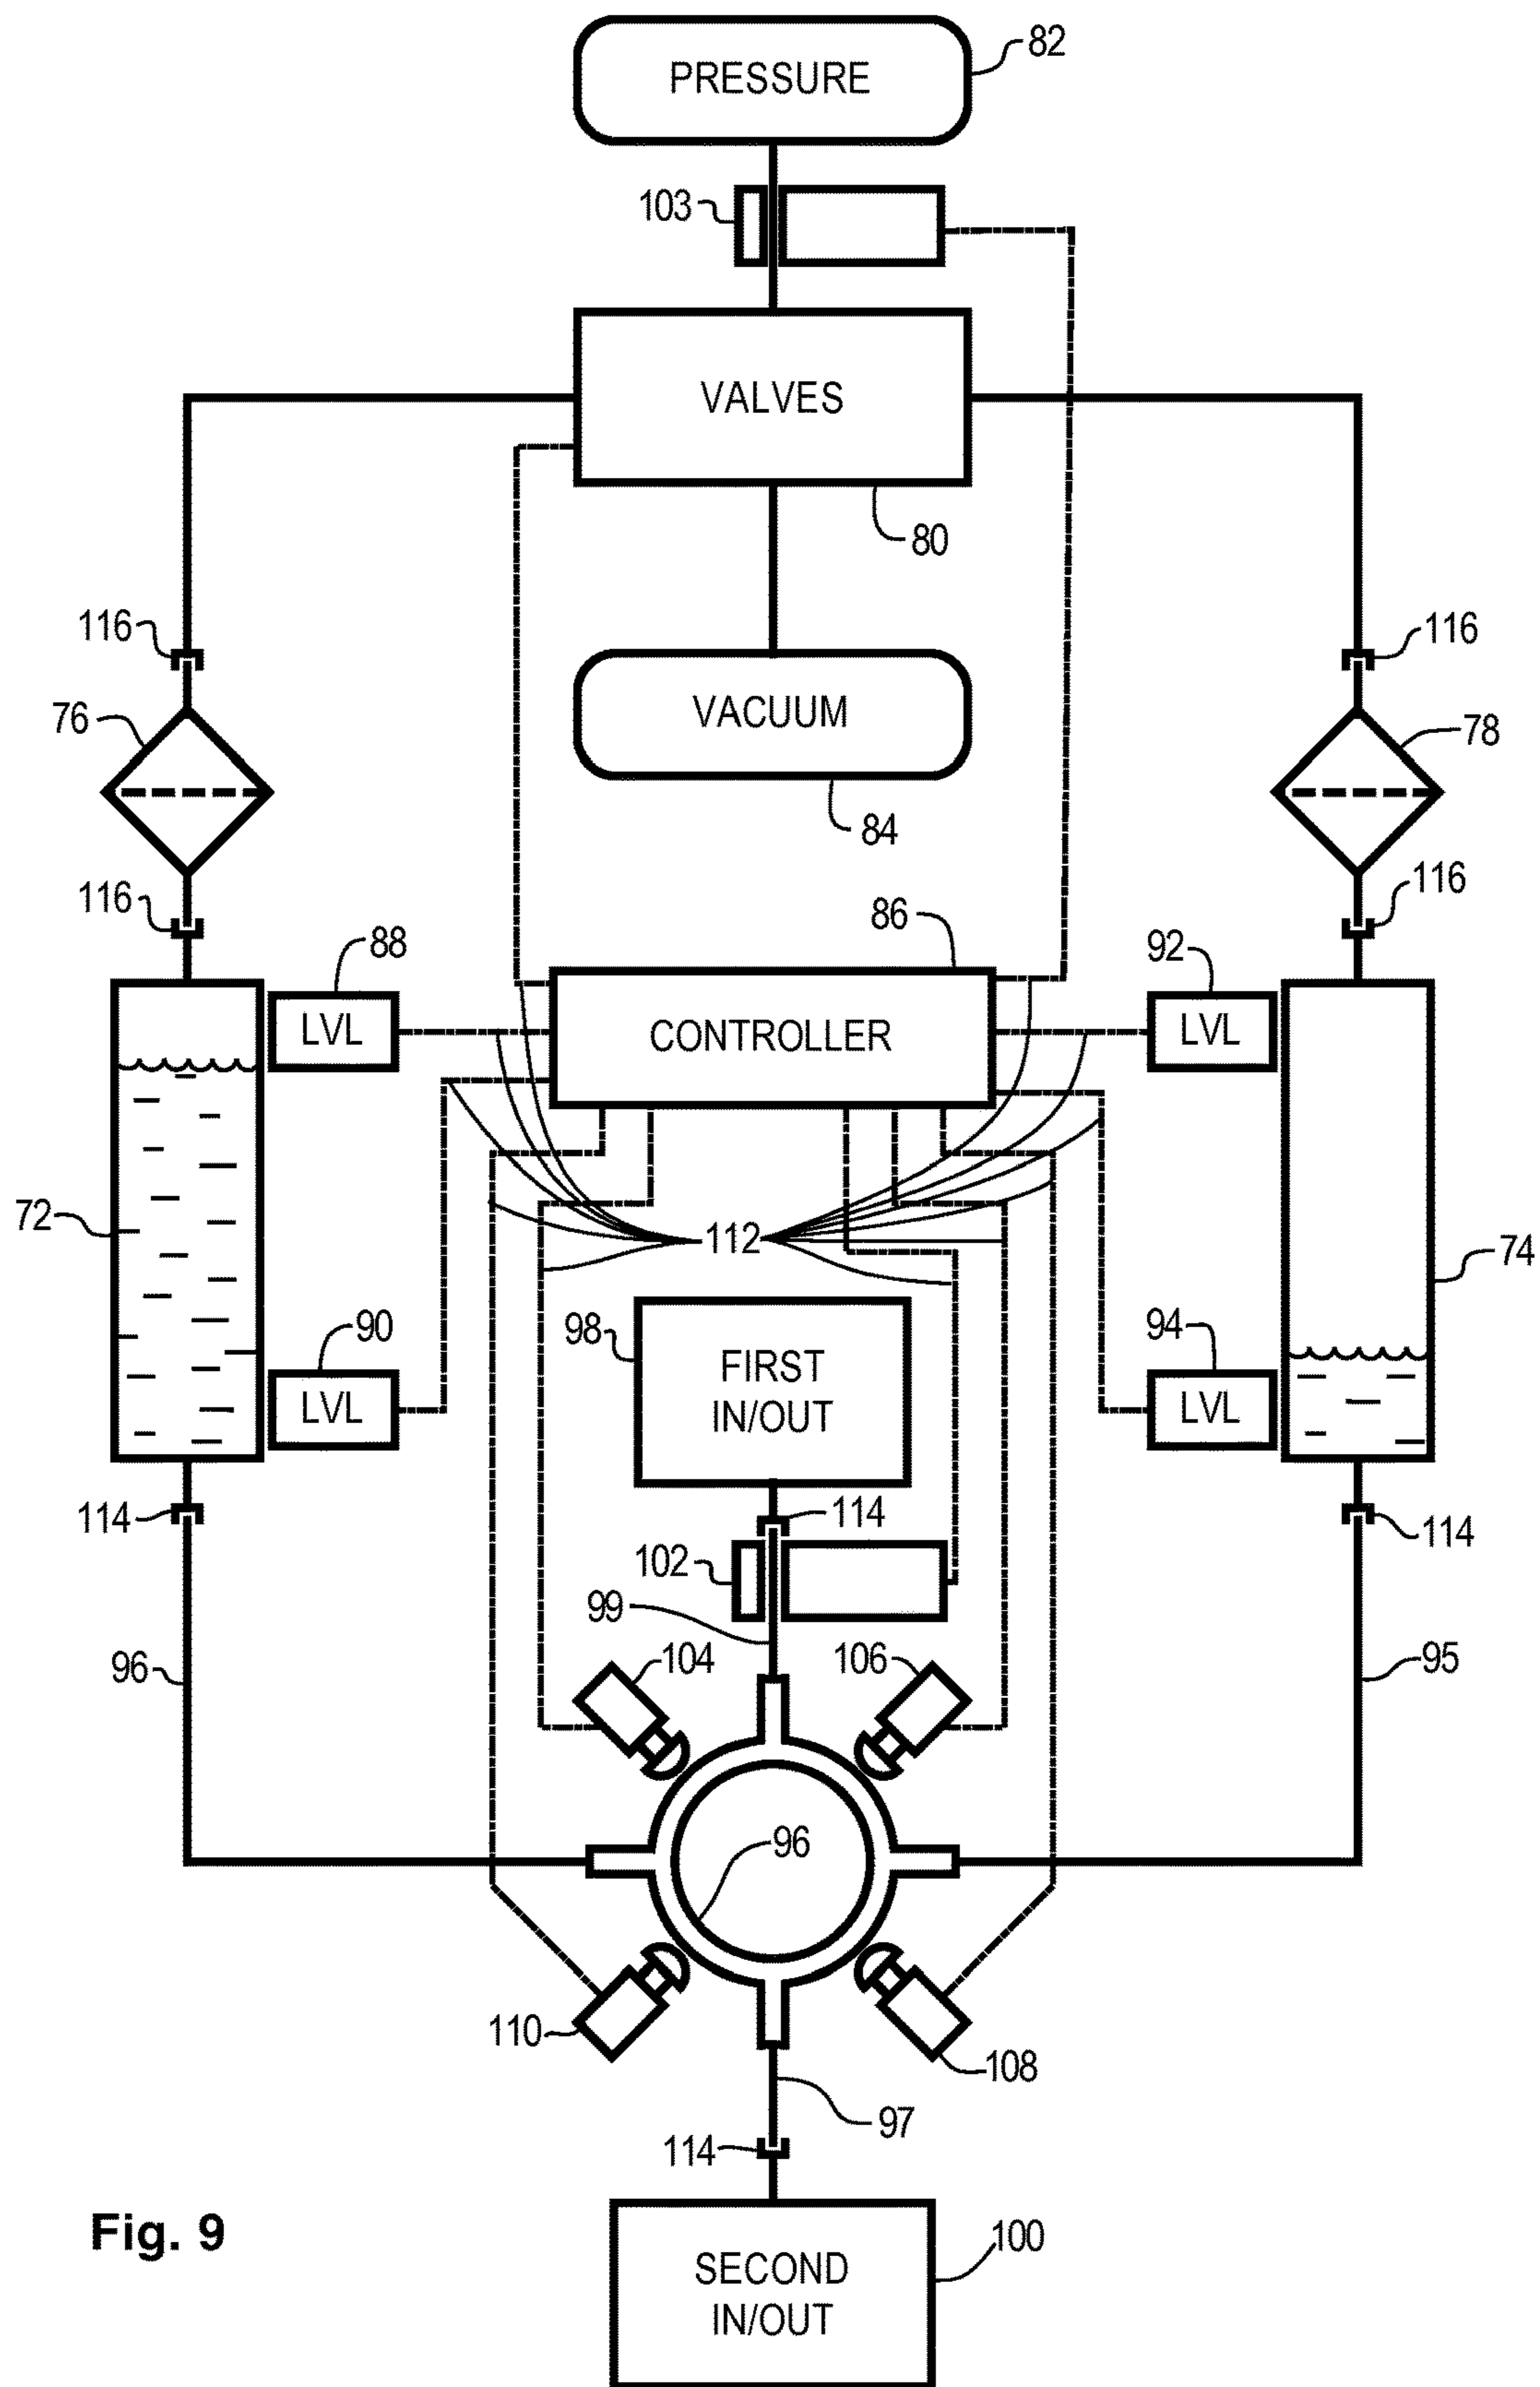 82
PRESSURE
103
VALVES
80
116
116
76
VACUUM
78
84
116
116
86
88
92
LVL
CONTROLLER
LVL
72
112
74
98
90
94
FIRST
IN/OUT
LVL
LVL
114
114
114
102
99
104
106
96
95
96
110
108
97
114
Fig. 9
100
SECOND
IN/OUT